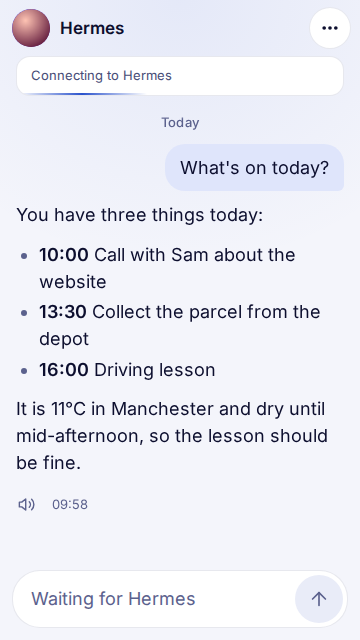 Hermes
Connecting to Hermes
Today
What's on today?
You have three things today:
10:00 Call with Sam about the
website
13:30 Collect the parcel from the
depot
16:00 Driving lesson
It is 11°C in Manchester and dry until
mid-afternoon, so the lesson should
be fine.
09:58
Waiting for Hermes